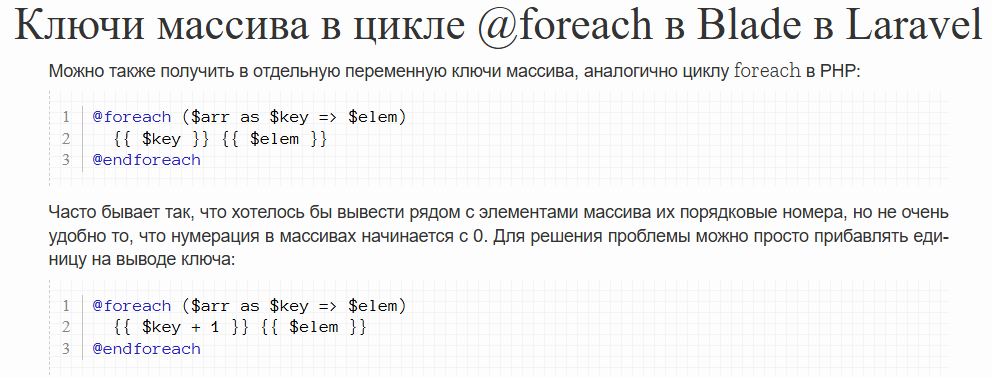 Ключи массива в цикле @foreach в Blade в Laravel
Можно также получить в отдельную переменную ключи массива, аналогично циклу foreach в PHP:
1 @foreach ($arr as $key => $elem)
2 {{ $key }} {{ $elem }}
3 @endforeach
Часто бывает так, что хотелось бы вывести рядом с элементами массива их порядковые номера, но не очень
удобно то, что нумерация в массивах начинается с 0. Для решения проблемы можно просто прибавлять еди-
ницу на выводе ключа:
1 @foreach ($arr as $key => $elem)
2 {{ $key + 1 }} {{ $elem }}
3 @endforeach